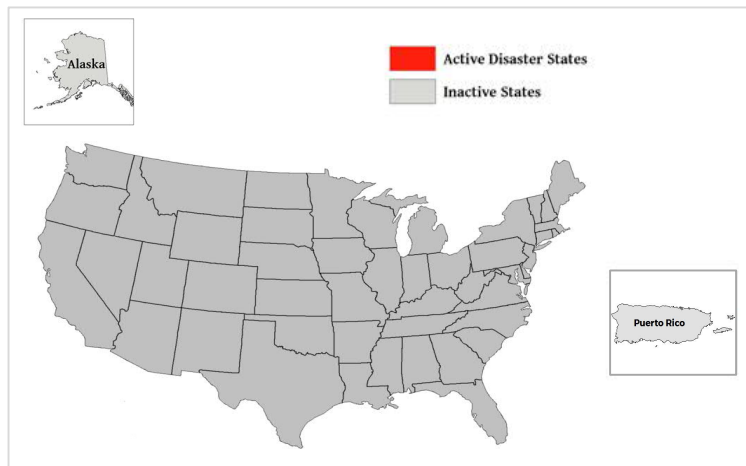 Alaska
Active Disaster States
Inactive States
Puerto Rico